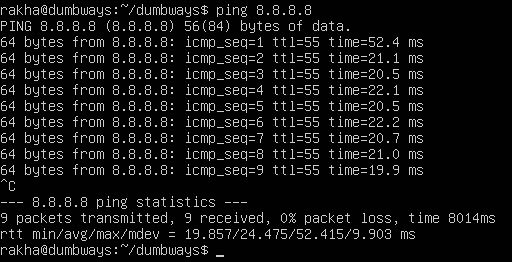 rakha@dumbways:~/dumbways$ ping 8.8.8.8
PING 8.8.8.8 (8.8.8.8) 56(84) bytes of data.
64 bytes from 8.8.8.8: icmp_seq=1 ttl=55 time=52.4 ms
64 bytes from 8.8.8.8: icmp_seq=2 ttl=55 time=21.1 ms
64 bytes from 8.8.8.8: icmp_seq=3 ttl=55 time=20.5 ms
64 bytes from 8.8.8.8: icmp_seq=4 ttl=55 time=22.1 ms
64 bytes from 8.8.8.8: icmp_seq=5 ttl=55 time=20.5 ms
64 bytes from 8.8.8.8: icmp_seq=6 ttl=55 time=22.2 ms
64 bytes from 8.8.8.8: icmp_seq=7 ttl=55 time=20.7 ms
64 bytes from 8.8.8.8: icmp_seq=8 ttl=55 time=21.0 ms
64 bytes from 8.8.8.8: icmp_seq=9 ttl=55 time=19.9 ms
^C
--- 8.8.8.8 ping statistics ---
9 packets transmitted, 9 received, 0% packet loss, time 8014ms
rtt min/avg/max/mdev = 19.857/24.475/52.415/9.903 ms
rakha@dumbways:~/dumbways$ _